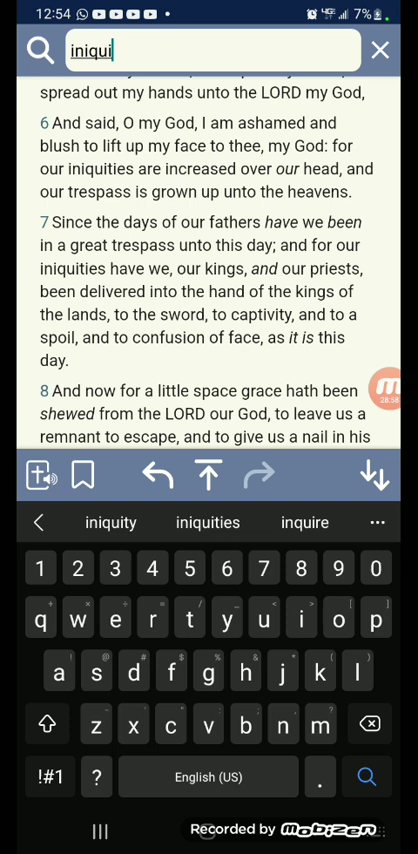 12:54 7%
iniqui
spread out my hands unto the LORD my God,
6 And said, O my God, I am ashamed and
blush to lift up my face to thee, my God: for
our iniquities are increased over our head, and
our trespass is grown up unto the heavens.
7 Since the days of our fathers have we been
in a great trespass unto this day; and for our
iniquities have we, our kings, and our priests,
been delivered into the hand of the kings of
the lands, to the sword, to captivity, and to a
spoil, and to confusion of face, as it is this
day.
8 And now for a little space grace hath been
shewed from the LORD our God, to leave us a
remnant to escape, and to give us a nail in his
28:58
iniquity iniquities inquire
1 2 3 4 5 6 7 8 9 0
q w e r t y u i o p
a s d f g h j k l
z x c v b n m
!#1 ? English (US) .
Recorded by mobizen